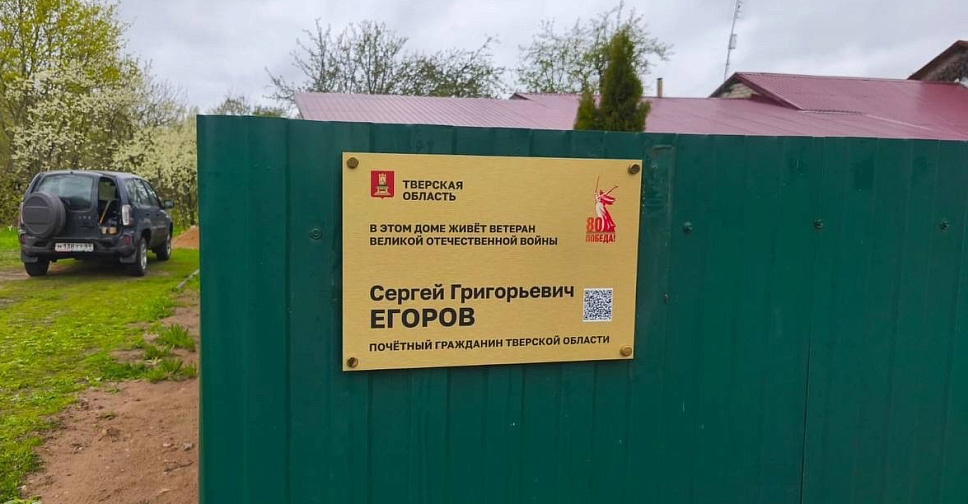 ТВЕРСКАЯ
ОБЛАСТЬ
80
ПОБЕДА!
В ЭТОМ ДОМЕ ЖИВЁТ ВЕТЕРАН
ВЕЛИКОЙ ОТЕЧЕСТВЕННОЙ ВОЙНЫ
Сергей Григорьевич
ЕГОРОВ
ПОЧЁТНЫЙ ГРАЖДАНИН ТВЕРСКОЙ ОБЛАСТИ